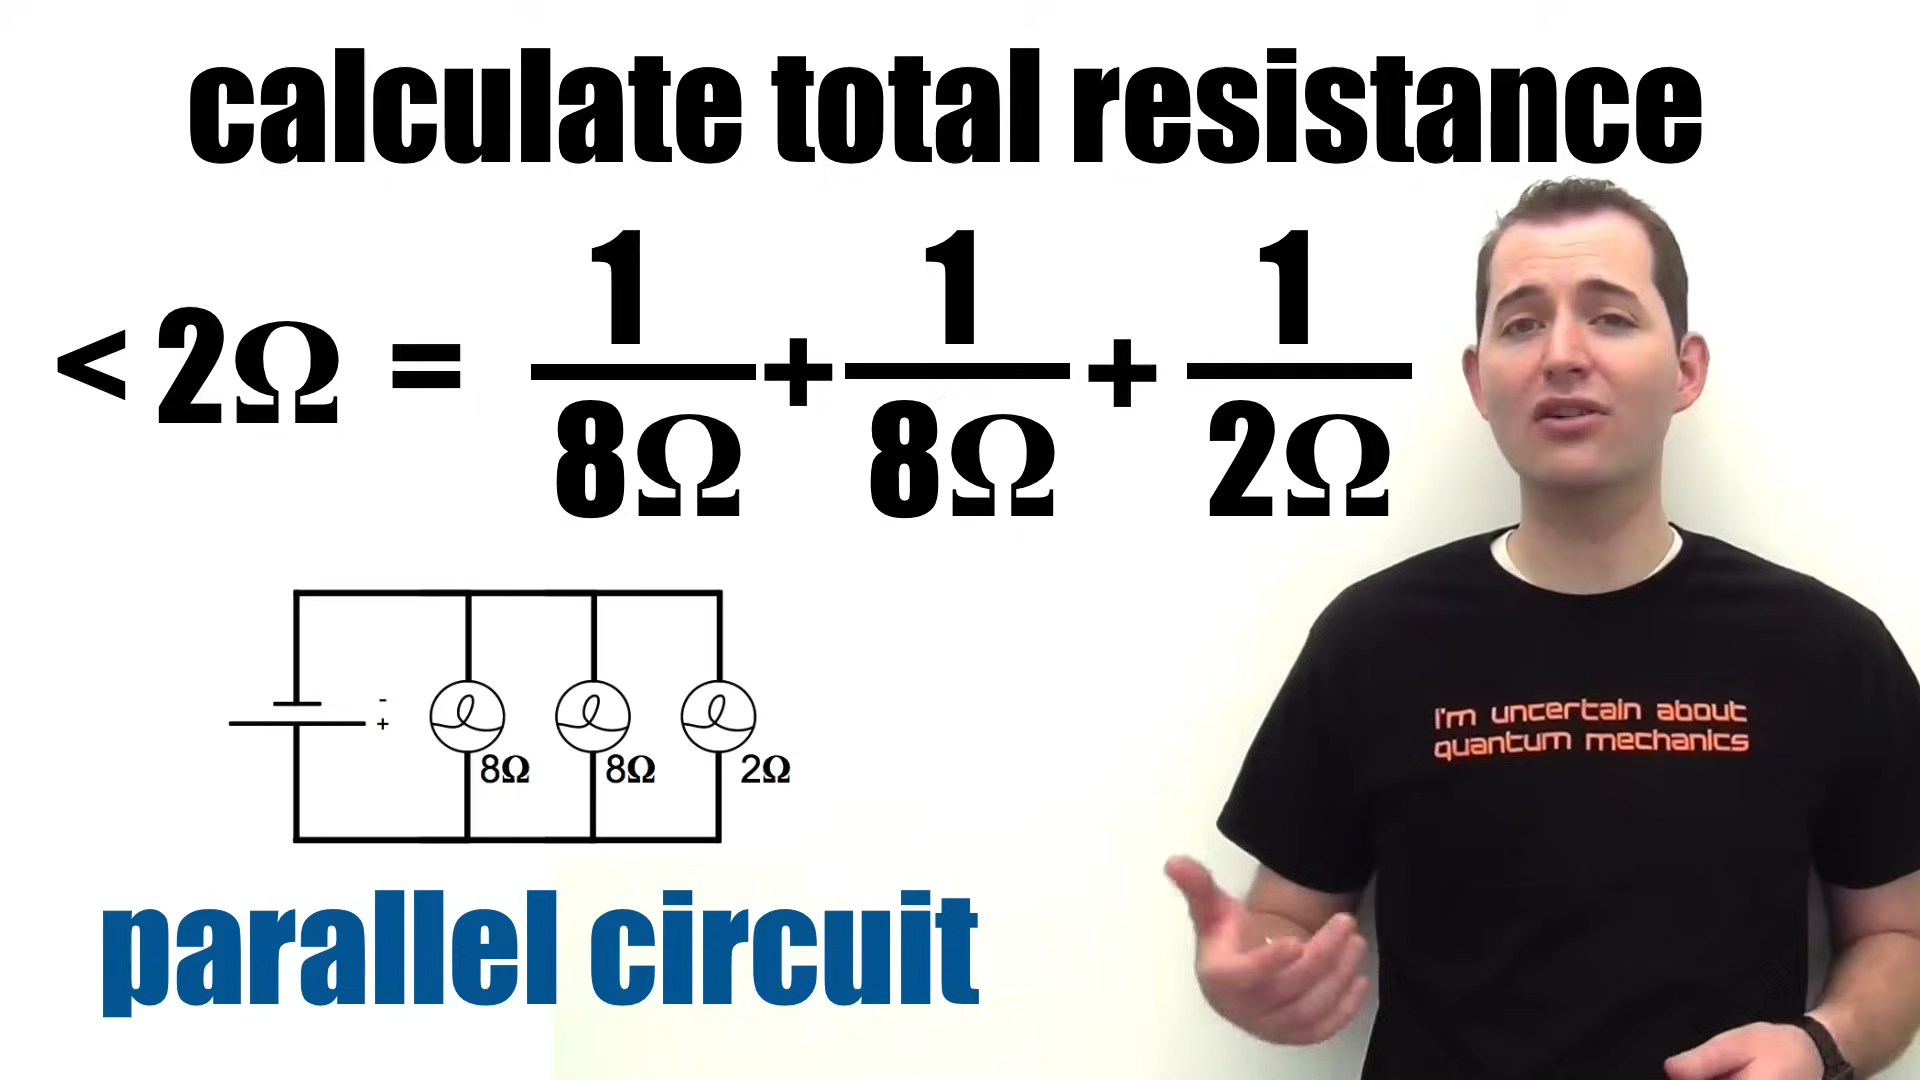 calculate total resistance
< 2Ω = 1/8Ω + 1/8Ω + 1/2Ω
-
+
8Ω 8Ω 2Ω
I'm uncertain about
quantum mechanics
parallel circuit